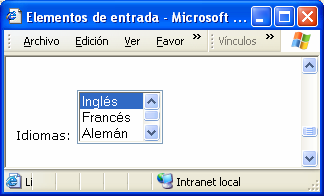 Elementos de entrada - Microsoft ...
Archivo Edición Ver Favor » Vínculos »
Inglés
Francés
Idiomas: Alemán
Li Intranet local